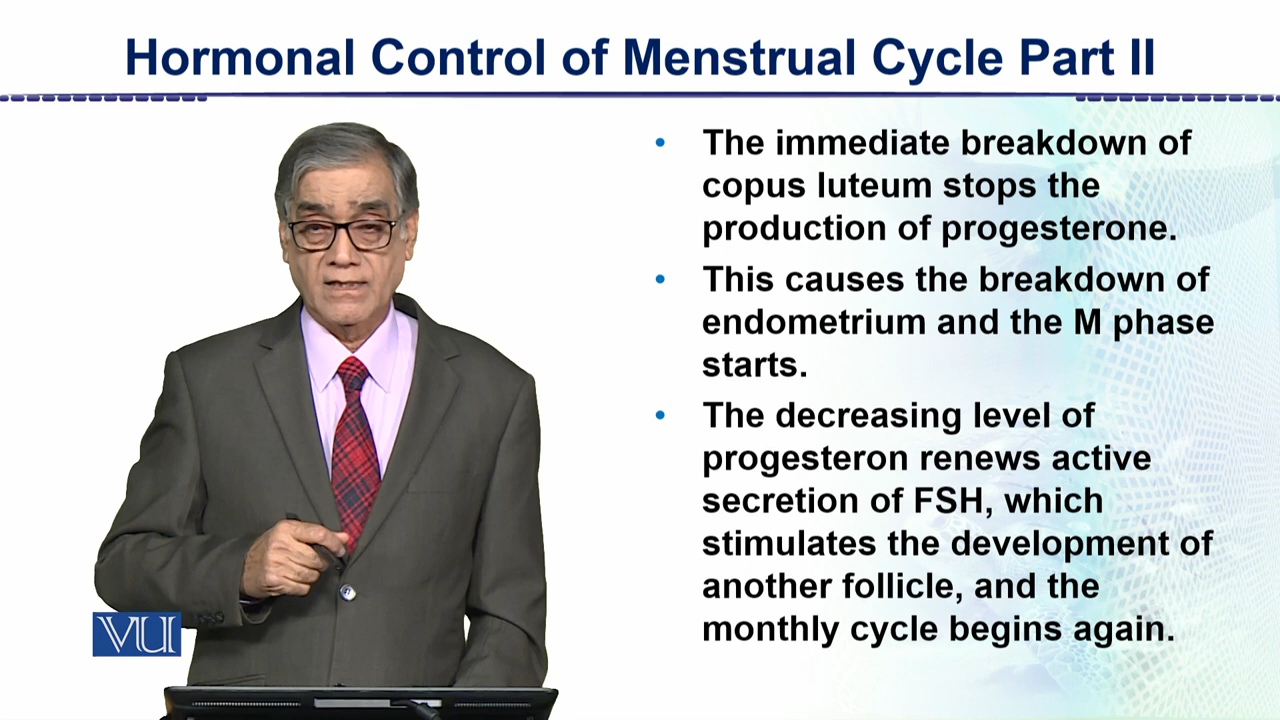 Hormonal Control of Menstrual Cycle Part II
• The immediate breakdown of
copus luteum stops the
production of progesterone.
• This causes the breakdown of
endometrium and the M phase
starts.
• The decreasing level of
progesteron renews active
secretion of FSH, which
stimulates the development of
another follicle, and the
monthly cycle begins again.
VU